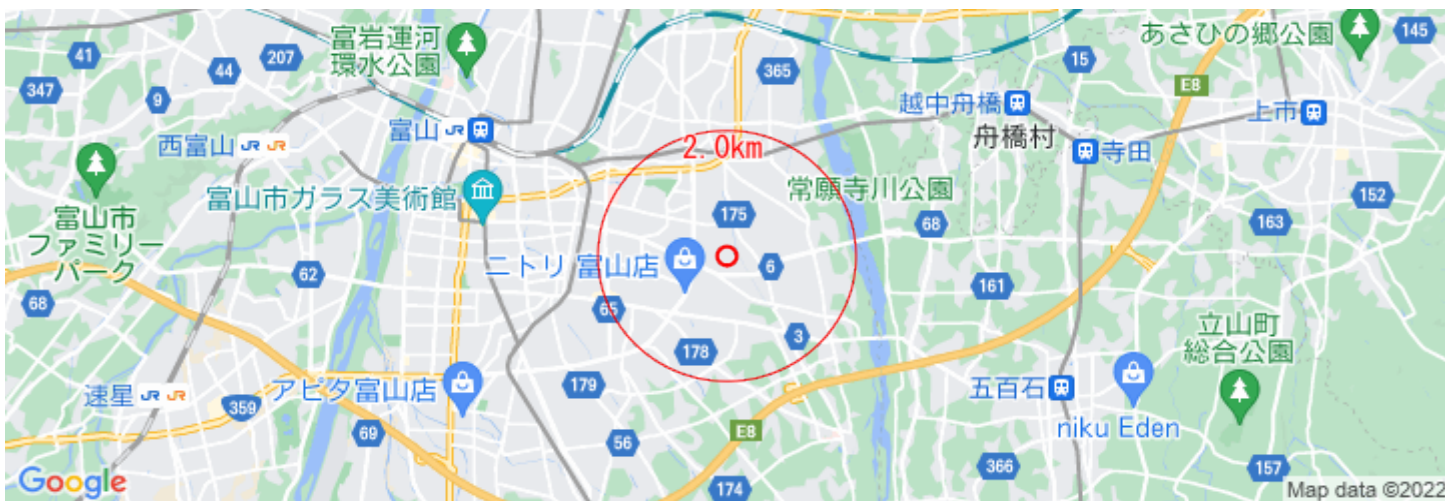 41
207
44
347
9
富岩運河
環水公園
365
15
あさひの郷公園
145
E8
越中舟橋
舟橋村
上市
寺田
富山 JR
西富山 JR JR
2.0km
富山市ガラス美術館
常願寺川公園
富山市
ファミリー
パーク
175
68
163
152
ニトリ 富山店
6
62
68
65
161
立山町
総合公園
178
3
速星 JR JR
アピタ富山店
359
179
五百石
niku Eden
69
56
E8
366
157
174
Google
Map data ©2022